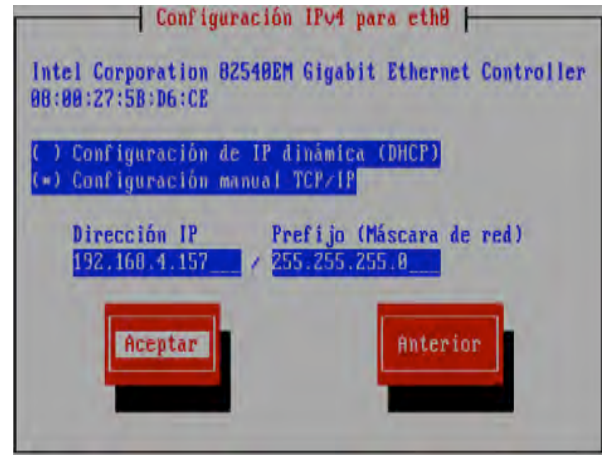 Configuración IPv4 para eth0
Intel Corporation 82540EM Gigabit Ethernet Controller
08:00:27:5B:D6:CE
( ) Configuración de IP dinámica (DHCP)
(*) Configuración manual TCP/IP
Dirección IP Prefijo (Máscara de red)
192.168.4.157___ / 255.255.255.0___
Aceptar Anterior